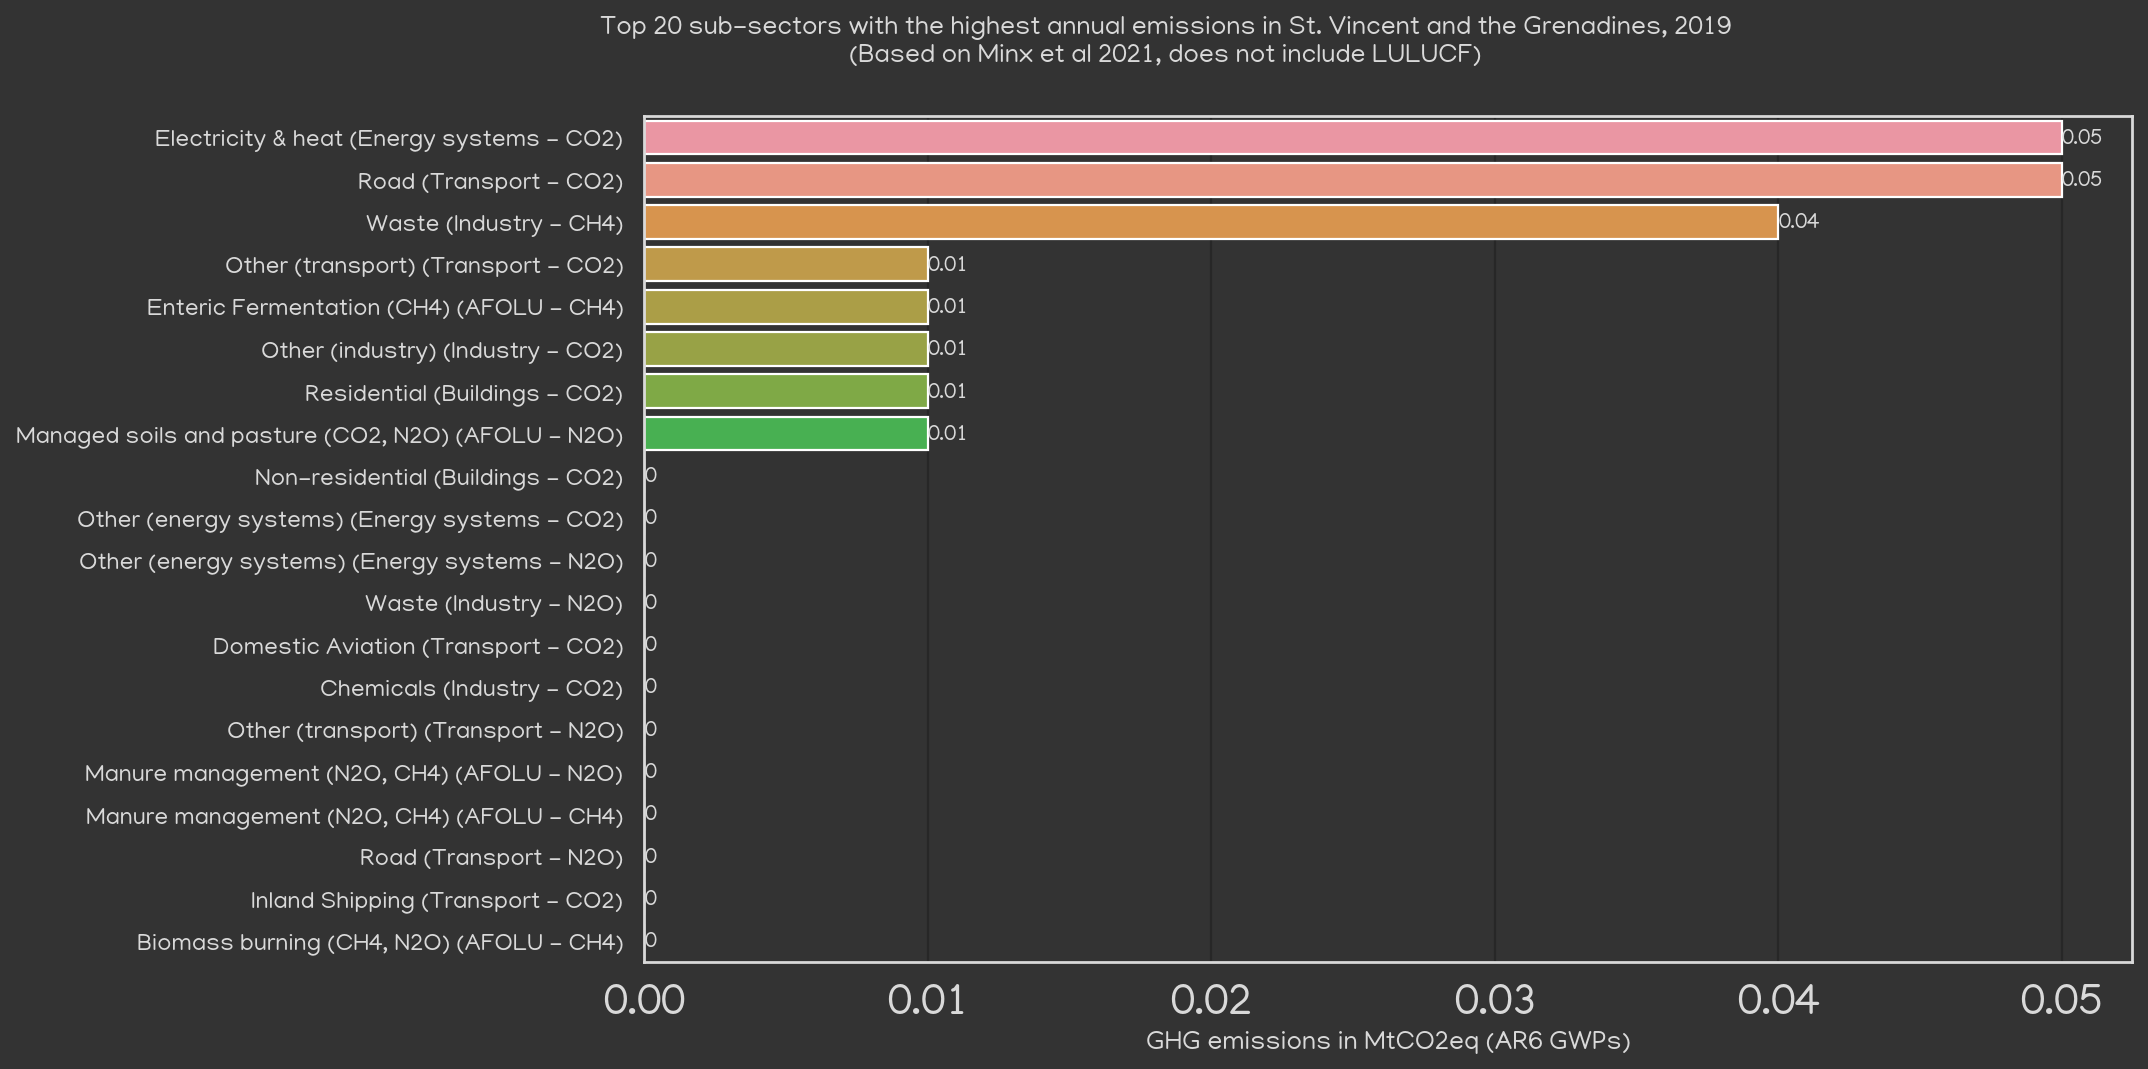 Top 20 sub-sectors with the highest annual emissions in St. Vincent and the Grenadines, 2019
(Based on Minx et al 2021, does not include LULUCF)
Electricity & heat (Energy systems - CO2) 0.05
Road (Transport - CO2) 0.05
Waste (Industry - CH4) 0.04
Other (transport) (Transport - CO2) 0.01
Enteric Fermentation (CH4) (AFOLU - CH4) 0.01
Other (industry) (Industry - CO2) 0.01
Residential (Buildings - CO2) 0.01
Managed soils and pasture (CO2, N2O) (AFOLU - N2O) 0.01
Non-residential (Buildings - CO2) 0
Other (energy systems) (Energy systems - CO2) 0
Other (energy systems) (Energy systems - N2O) 0
Waste (Industry - N2O) 0
Domestic Aviation (Transport - CO2) 0
Chemicals (Industry - CO2) 0
Other (transport) (Transport - N2O) 0
Manure management (N2O, CH4) (AFOLU - N2O) 0
Manure management (N2O, CH4) (AFOLU - CH4) 0
Road (Transport - N2O) 0
Inland Shipping (Transport - CO2) 0
Biomass burning (CH4, N2O) (AFOLU - CH4) 0
0.00 0.01 0.02 0.03 0.04 0.05
GHG emissions in MtCO2eq (AR6 GWPs)